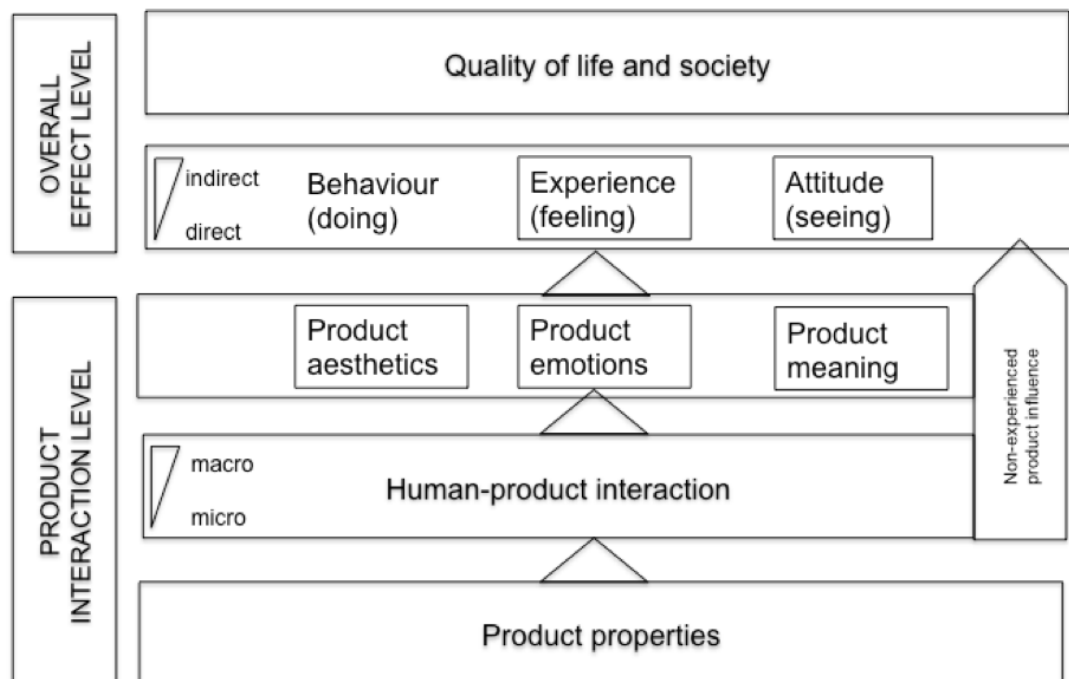 OVERALL
EFFECT LEVEL
Quality of life and society
indirect
direct
Behaviour
(doing)
Experience
(feeling)
Attitude
(seeing)
PRODUCT
INTERACTION LEVEL
Product
aesthetics
Product
emotions
Product
meaning
Non-experienced
product influence
macro
micro
Human-product interaction
Product properties